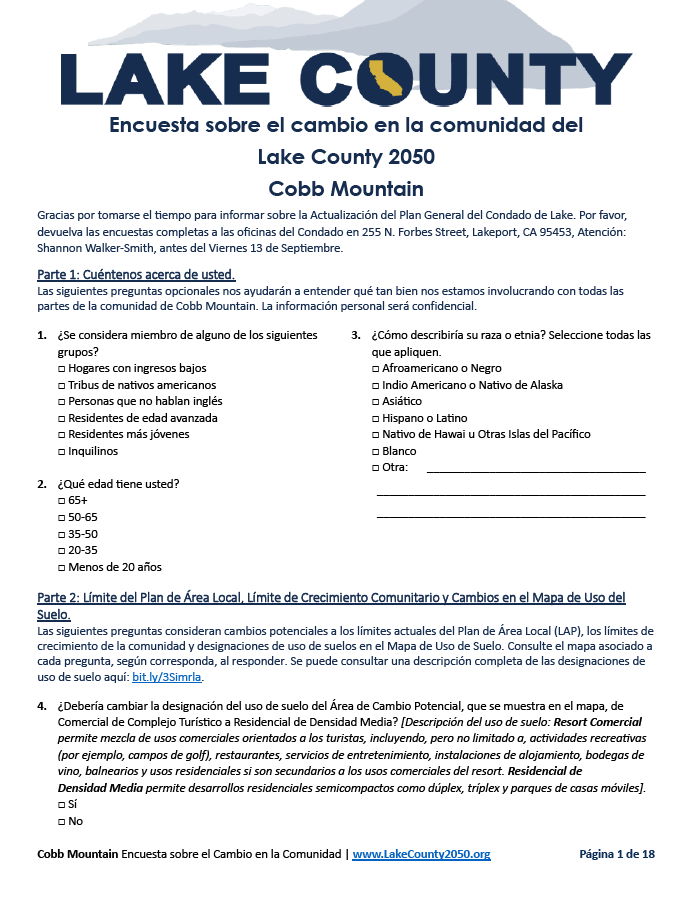 LAKE COUNTY
Encuesta sobre el cambio en la comunidad del
Lake County 2050
Cobb Mountain
Gracias por tomarse el tiempo para informar sobre la Actualización del Plan General del Condado de Lake. Por favor,
devuelva las encuestas completas a las oficinas del Condado en 255 N. Forbes Street, Lakeport, CA 95453, Atención:
Shannon Walker-Smith, antes del Viernes 13 de Septiembre.
Parte 1: Cuéntenos acerca de usted.
Las siguientes preguntas opcionales nos ayudarán a entender qué tan bien nos estamos involucrando con todas las
partes de la comunidad de Cobb Mountain. La información personal será confidencial.
1. ¿Se considera miembro de alguno de los siguientes
grupos?
□ Hogares con ingresos bajos
□ Tribus de nativos americanos
□ Personas que no hablan inglés
□ Residentes de edad avanzada
□ Residentes más jóvenes
□ Inquilinos
2. ¿Qué edad tiene usted?
□ 65+
□ 50-65
□ 35-50
□ 20-35
□ Menos de 20 años
3. ¿Cómo describiría su raza o etnia? Seleccione todas las
que apliquen.
□ Afroamericano o Negro
□ Indio Americano o Nativo de Alaska
□ Asiático
□ Hispano o Latino
□ Nativo de Hawai u Otras Islas del Pacífico
□ Blanco
□ Otra:
Parte 2: Límite del Plan de Área Local, Límite de Crecimiento Comunitario y Cambios en el Mapa de Uso del
Suelo.
Las siguientes preguntas consideran cambios potenciales a los límites actuales del Plan de Área Local (LAP), los límites de
crecimiento de la comunidad y designaciones de uso de suelos en el Mapa de Uso de Suelo. Consulte el mapa asociado a
cada pregunta, según corresponda, al responder. Se puede consultar una descripción completa de las designaciones de
uso de suelo aquí: bit.ly/3Simrla.
4. ¿Debería cambiar la designación del uso de suelo del Área de Cambio Potencial, que se muestra en el mapa, de
Comercial de Complejo Turístico a Residencial de Densidad Media? [Descripción del uso de suelo: Resort Comercial
permite mezcla de usos comerciales orientados a los turistas, incluyendo, pero no limitado a, actividades recreativas
(por ejemplo, campos de golf), restaurantes, servicios de entretenimiento, instalaciones de alojamiento, bodegas de
vino, balnearios y usos residenciales si son secundarios a los usos comerciales del resort. Residencial de
Densidad Media permite desarrollos residenciales semicompactos como dúplex, tríplex y parques de casas móviles].
□ Sí
□ No
Cobb Mountain Encuesta sobre el Cambio en la Comunidad | www.LakeCounty2050.org Página 1 de 18